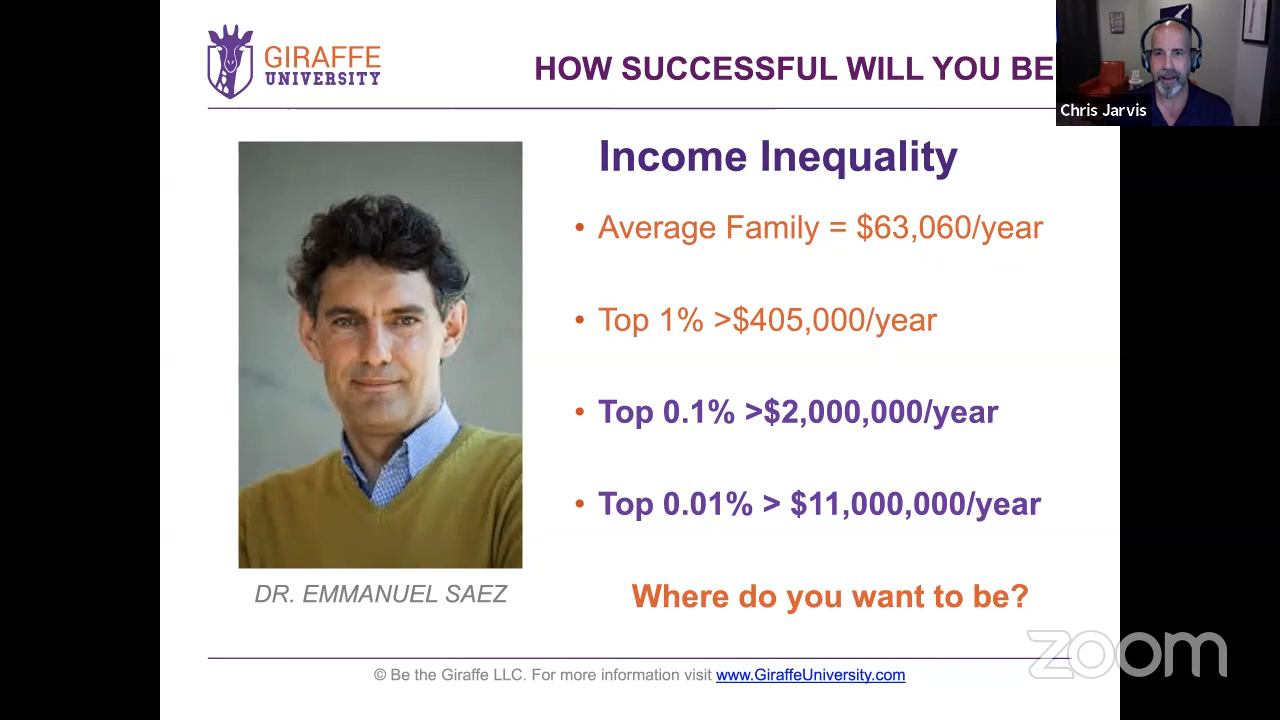 GIRAFFE
UNIVERSITY
HOW SUCCESSFUL WILL YOU BE
Chris Jarvis
Income Inequality
• Average Family = $63,060/year
• Top 1% >$405,000/year
• Top 0.1% >$2,000,000/year
• Top 0.01% > $11,000,000/year
DR. EMMANUEL SAEZ
Where do you want to be?
zoom
© Be the Giraffe LLC. For more information visit www.GiraffeUniversity.com